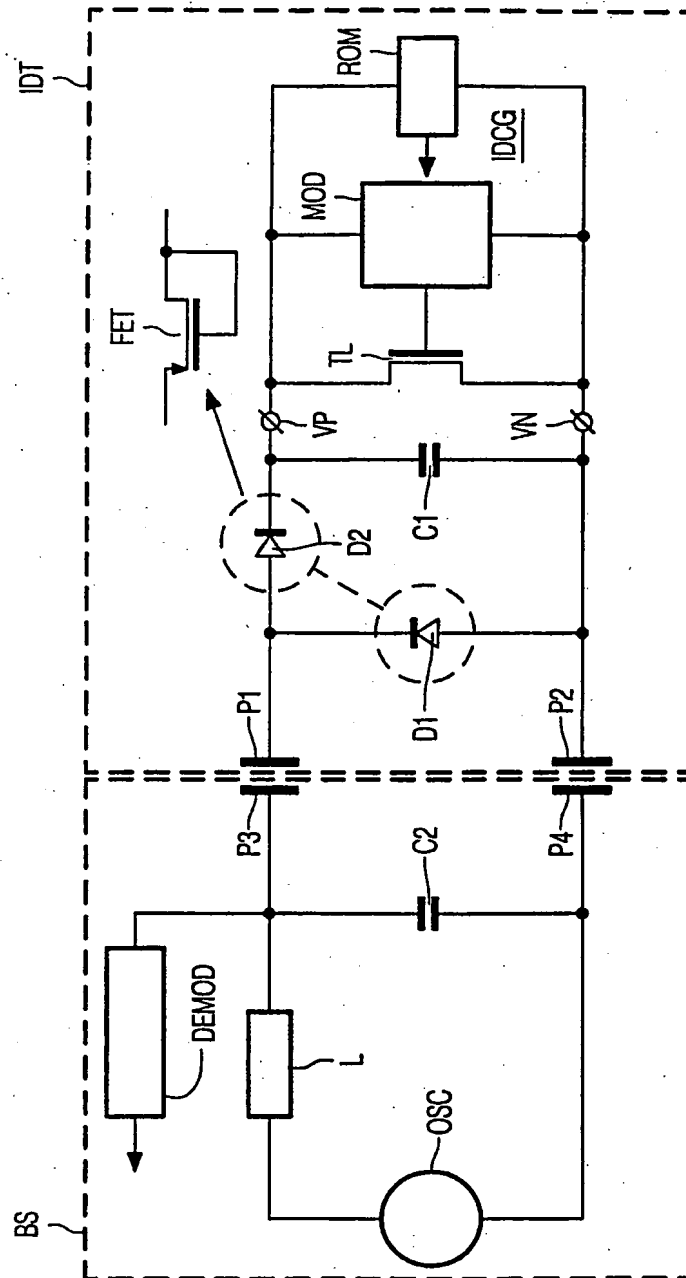 BS
IDT
DEMOD
L
OSC
C2
P3
P4
P1
P2
D1
D2
FET
C1
VP
VN
TL
MOD
ROM
IDCG